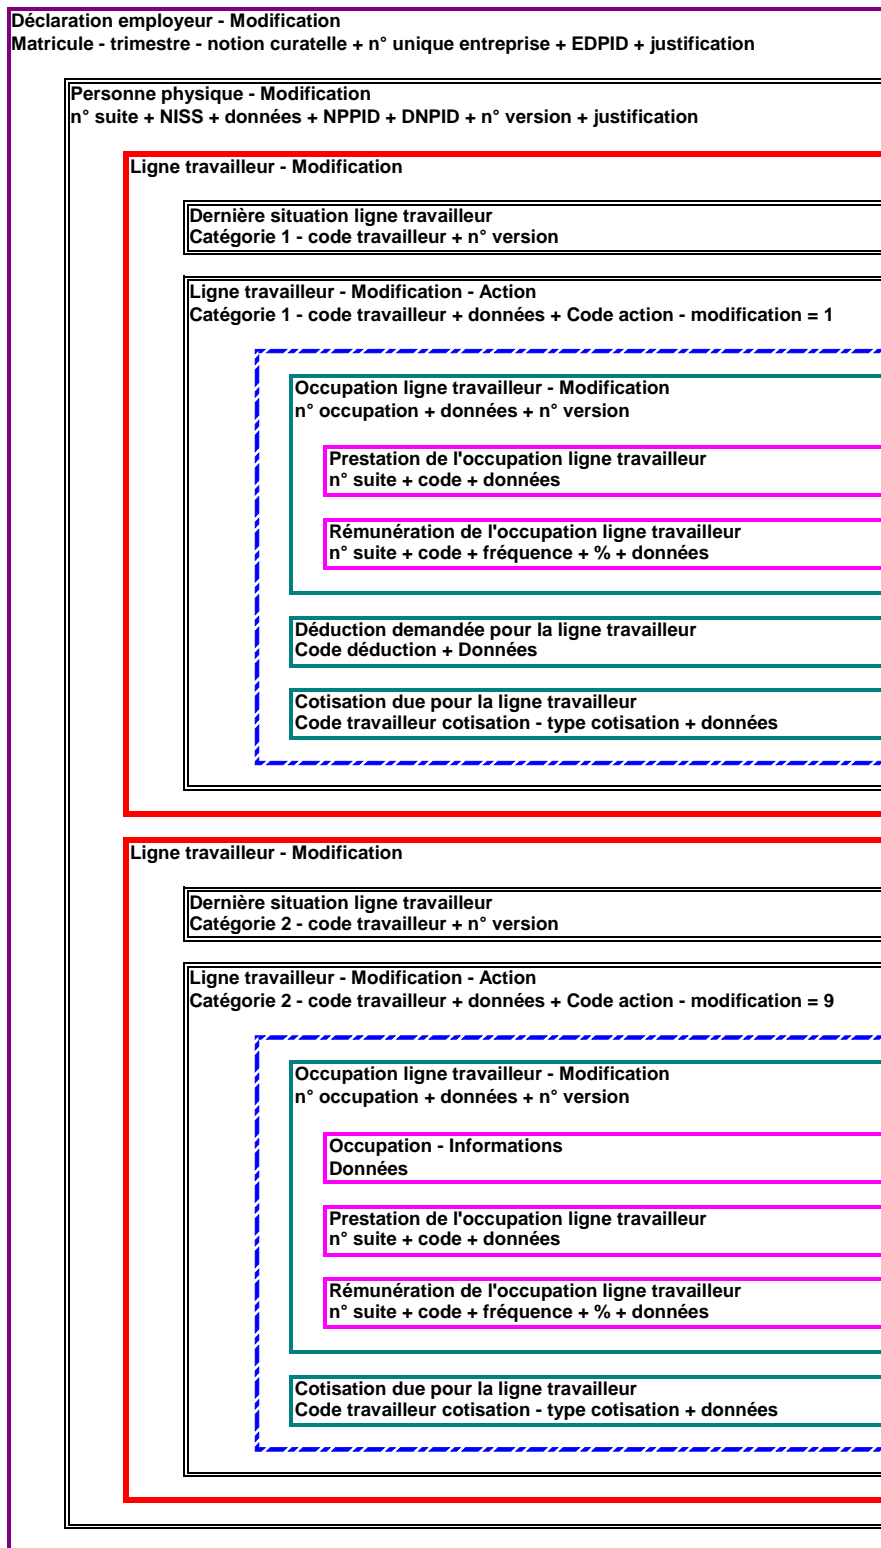 Déclaration employeur - Modification
Matricule - trimestre - notion curatelle + n° unique entreprise + EDPID + justification
Personne physique - Modification
n° suite + NISS + données + NPPID + DNPID + n° version + justification
Ligne travailleur - Modification
Dernière situation ligne travailleur
Catégorie 1 - code travailleur + n° version
Ligne travailleur - Modification - Action
Catégorie 1 - code travailleur + données + Code action - modification = 1
Occupation ligne travailleur - Modification
n° occupation + données + n° version
Prestation de l'occupation ligne travailleur
n° suite + code + données
Rémunération de l'occupation ligne travailleur
n° suite + code + fréquence + % + données
Déduction demandée pour la ligne travailleur
Code déduction + Données
Cotisation due pour la ligne travailleur
Code travailleur cotisation - type cotisation + données
Ligne travailleur - Modification
Dernière situation ligne travailleur
Catégorie 2 - code travailleur + n° version
Ligne travailleur - Modification - Action
Catégorie 2 - code travailleur + données + Code action - modification = 9
Occupation ligne travailleur - Modification
n° occupation + données + n° version
Occupation - Informations
Données
Prestation de l'occupation ligne travailleur
n° suite + code + données
Rémunération de l'occupation ligne travailleur
n° suite + code + fréquence + % + données
Cotisation due pour la ligne travailleur
Code travailleur cotisation - type cotisation + données